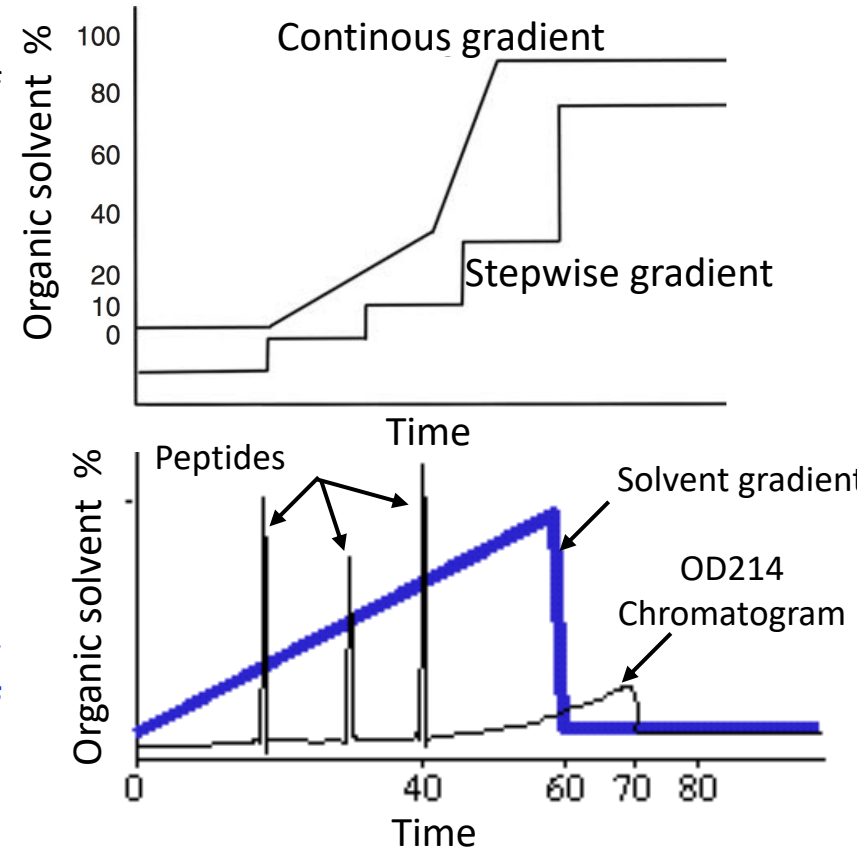 Organic solvent %
100
80
60
40
20
10
0
Continous gradient
Stepwise gradient
Time
Organic solvent %
Peptides
Solvent gradient
OD214
Chromatogram
0
40
60
70
80
Time